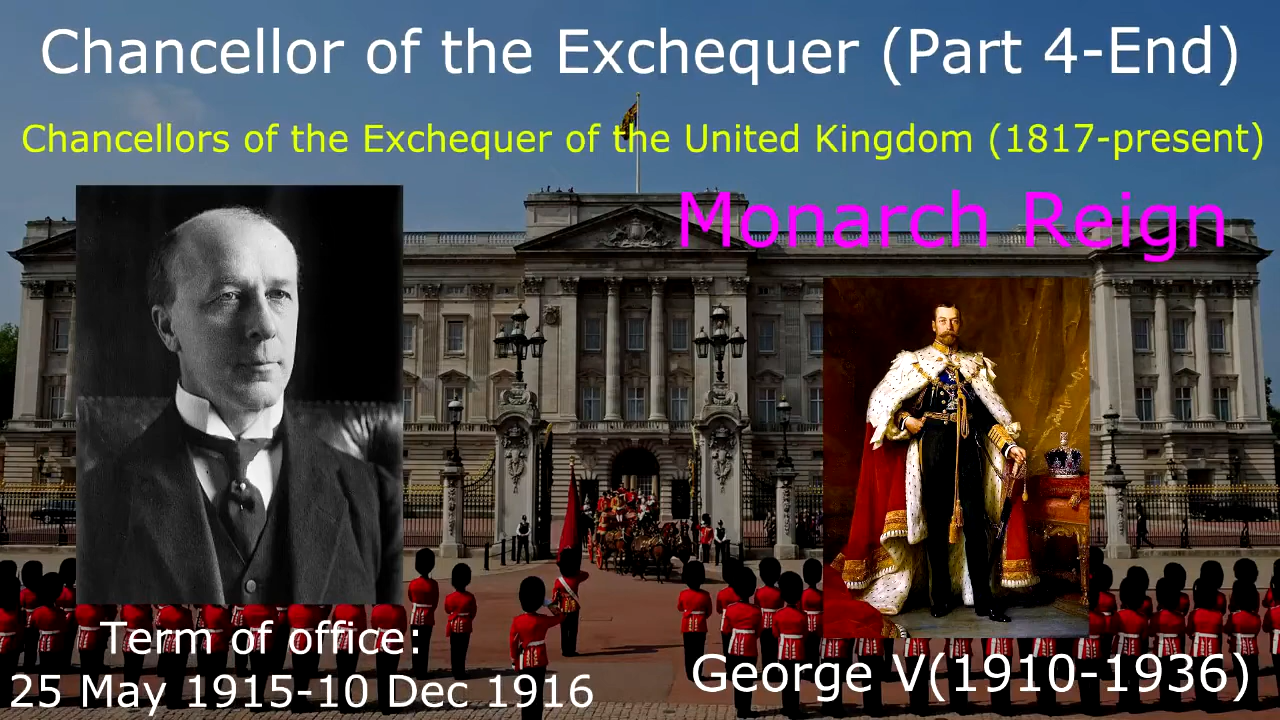 Chancellor of the Exchequer (Part 4-End)
Chancellors of the Exchequer of the United Kingdom (1817-present)
Monarch Reign
Term of office:
25 May 1915-10 Dec 1916
George V(1910-1936)